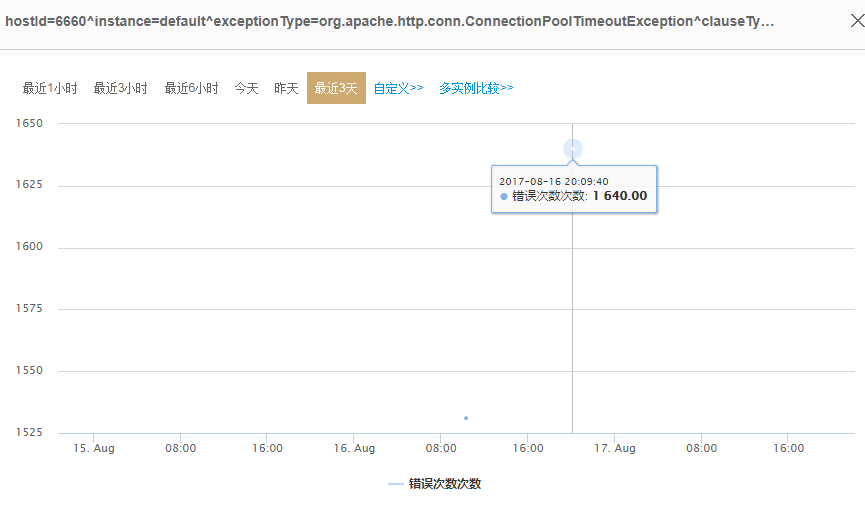 hostId=6660^instance=default^exceptionType=org.apache.http.conn.ConnectionPoolTimeoutException^clauseTy...
最近1小时 最近3小时 最近6小时 今天 昨天 最近3天 自定义>> 多实例比较>>
1650
1625
2017-08-16 20:09:40
错误次数次数: 1 640.00
1600
1575
1550
1525
15. Aug 08:00 16:00 16. Aug 08:00 16:00 17. Aug 08:00 16:00
错误次数次数